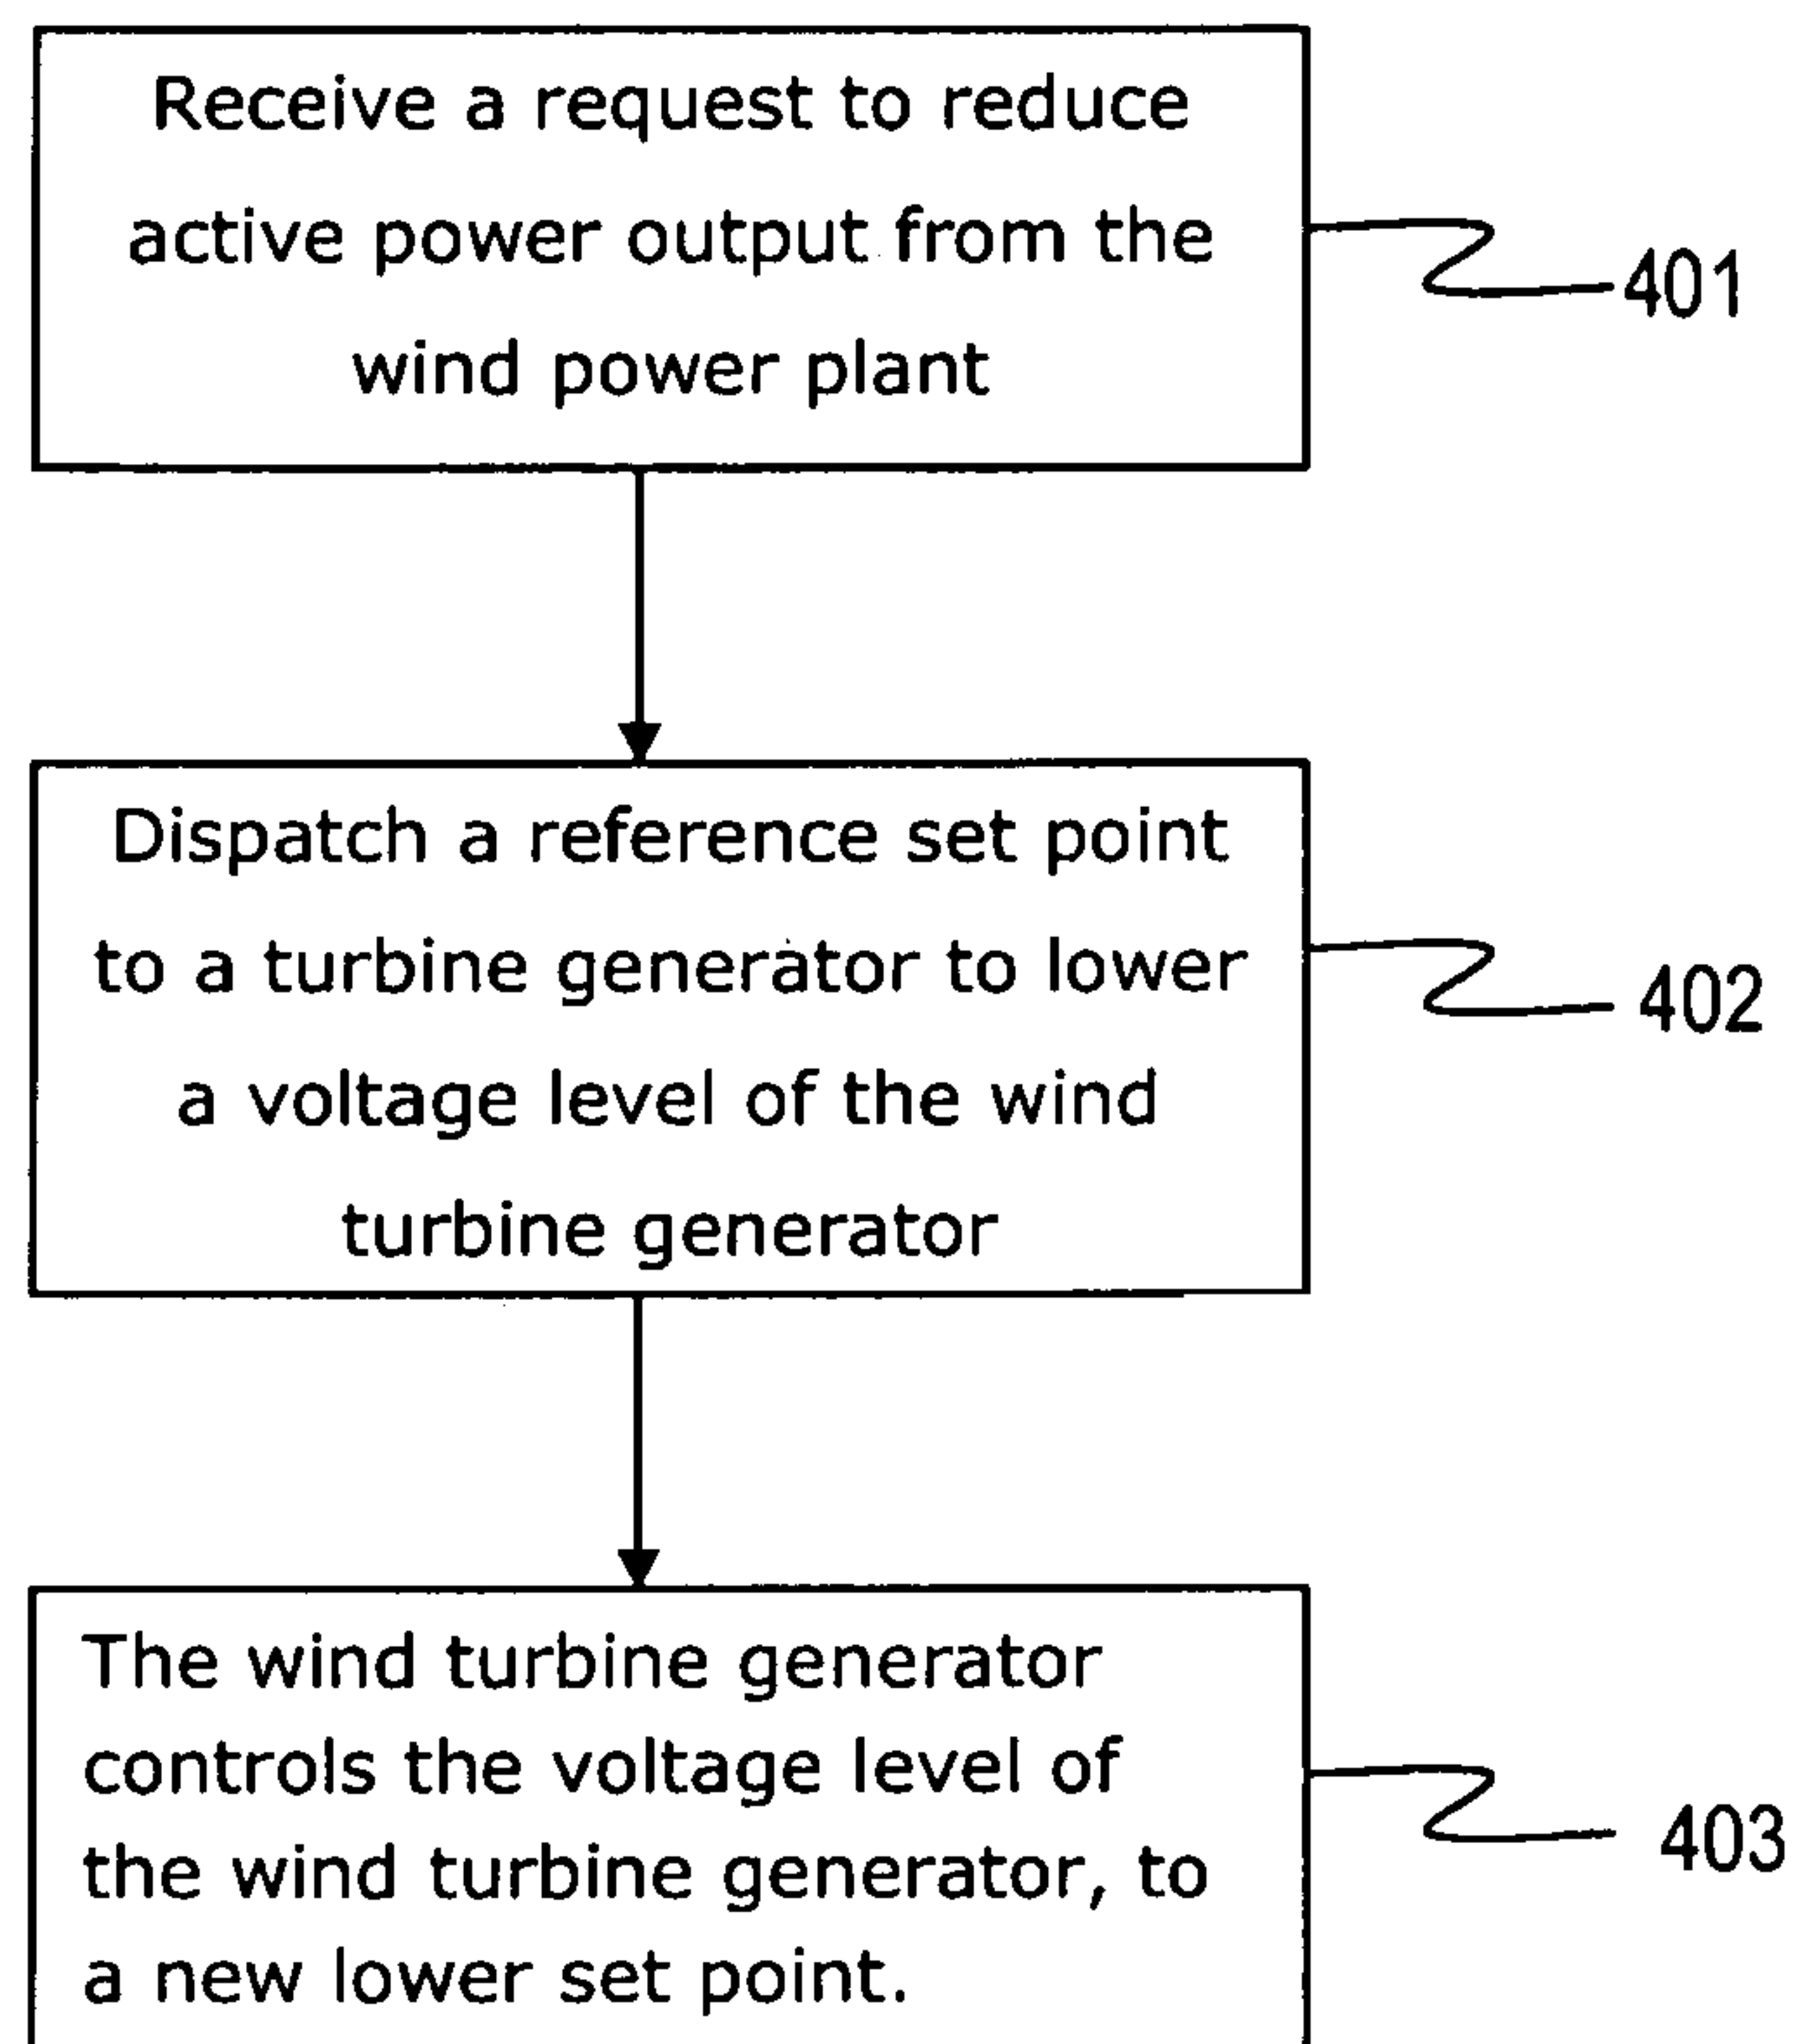 Receive a request to reduce
active power output from the
wind power plant
401
Dispatch a reference set point
to a turbine generator to lower
a voltage level of the wind
turbine generator
402
The wind turbine generator
controls the voltage level of
the wind turbine generator, to
a new lower set point.
403